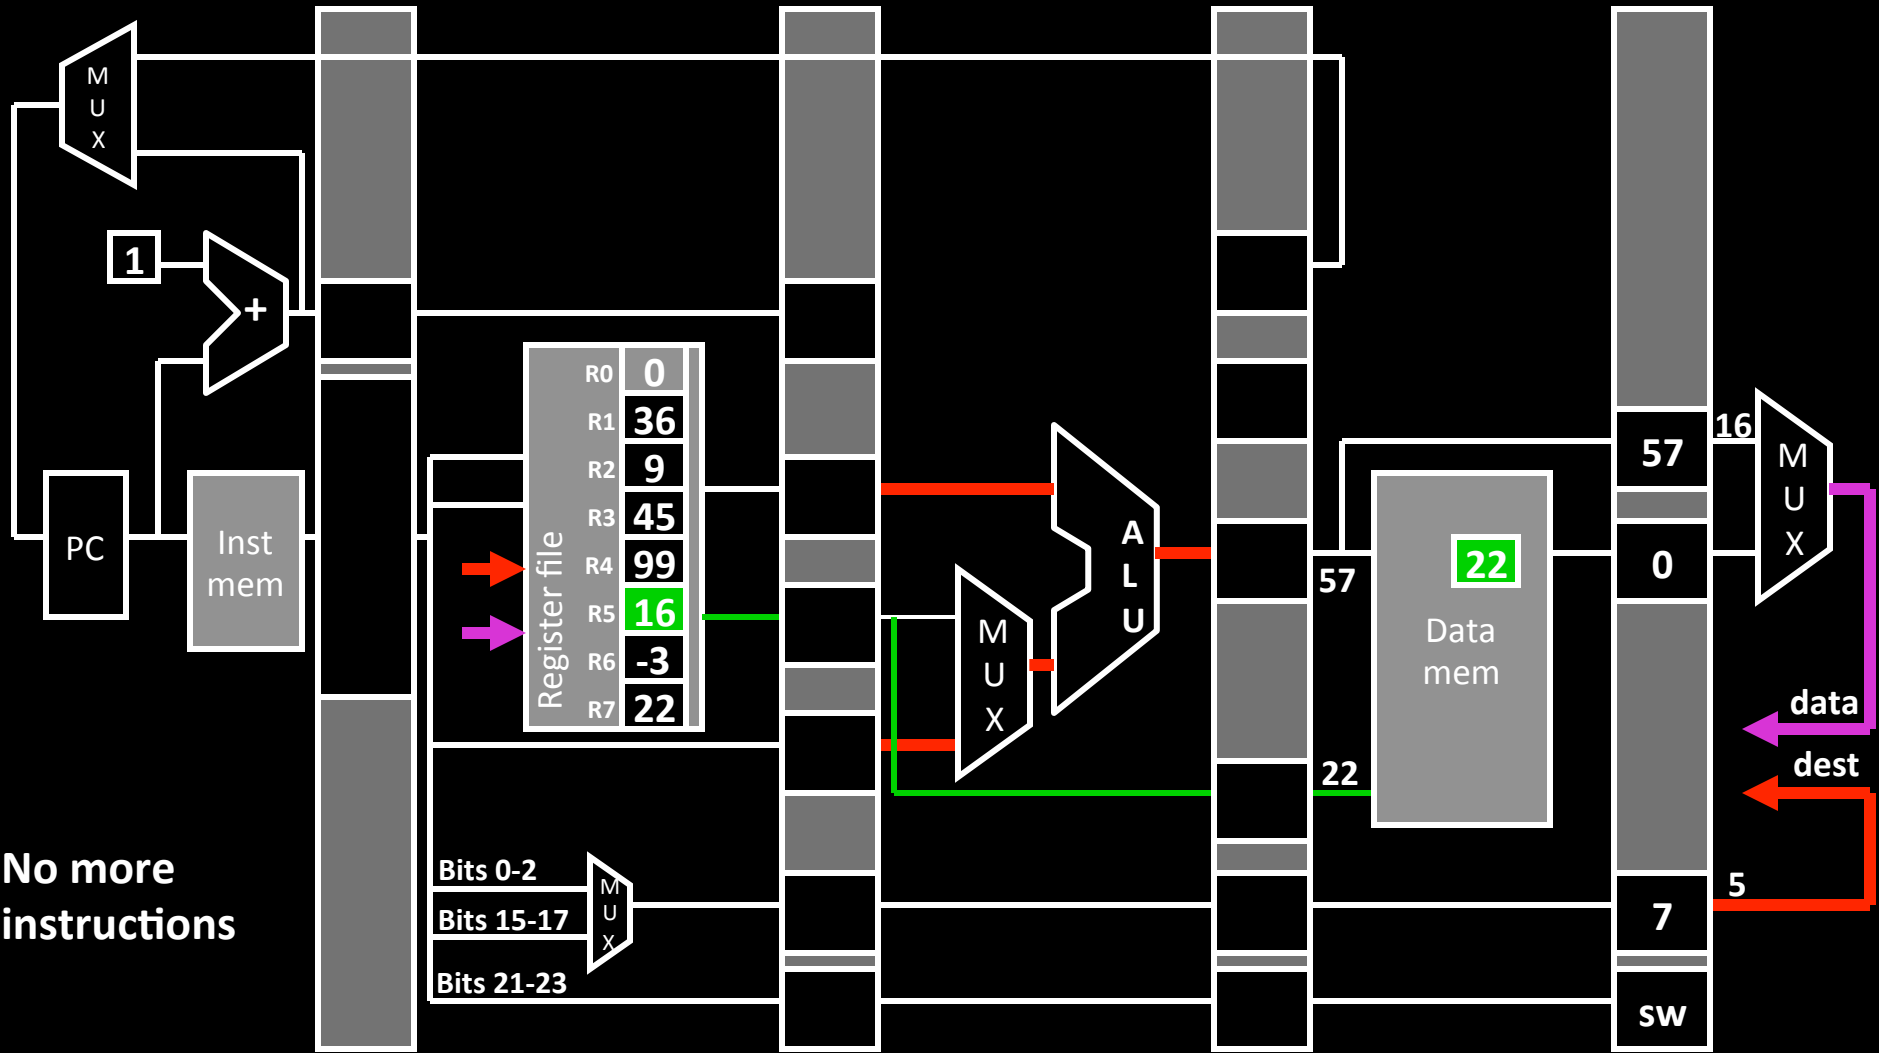 M
U
X
1
+
PC
Inst
mem
No more
instructions
Register file
R0 0
R1 36
R2 9
R3 45
R4 99
R5 16
R6 -3
R7 22
Bits 0-2
Bits 15-17
Bits 21-23
M
U
X
M
U
X
A
L
U
57
22
22
Data
mem
57
0
7
sw
16
M
U
X
data
dest
5